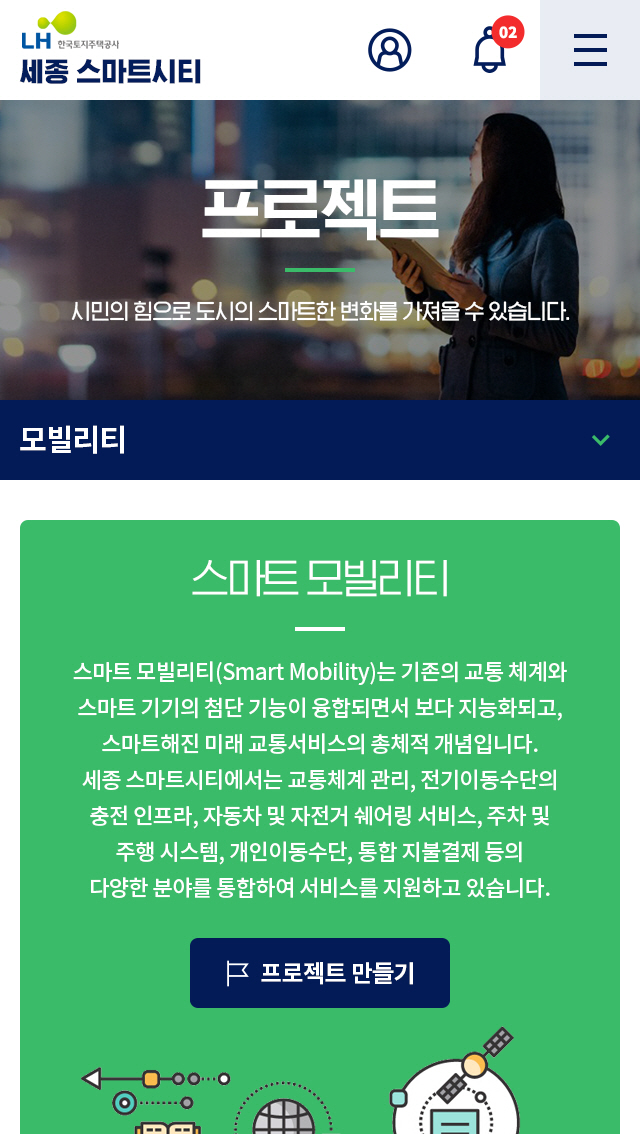 LH 한국토지주택공사
세종 스마트시티
02
프로젝트
시민의 힘으로 도시의 스마트한 변화를 가져올 수 있습니다.
모빌리티
스마트 모빌리티
스마트 모빌리티(Smart Mobility)는 기존의 교통 체계와
스마트 기기의 첨단 기능이 융합되면서 보다 지능화되고,
스마트해진 미래 교통서비스의 총체적 개념입니다.
세종 스마트시티에서는 교통체계 관리, 전기이동수단의
충전 인프라, 자동차 및 자전거 쉐어링 서비스, 주차 및
주행 시스템, 개인이동수단, 통합 지불결제 등의
다양한 분야를 통합하여 서비스를 지원하고 있습니다.
프로젝트 만들기